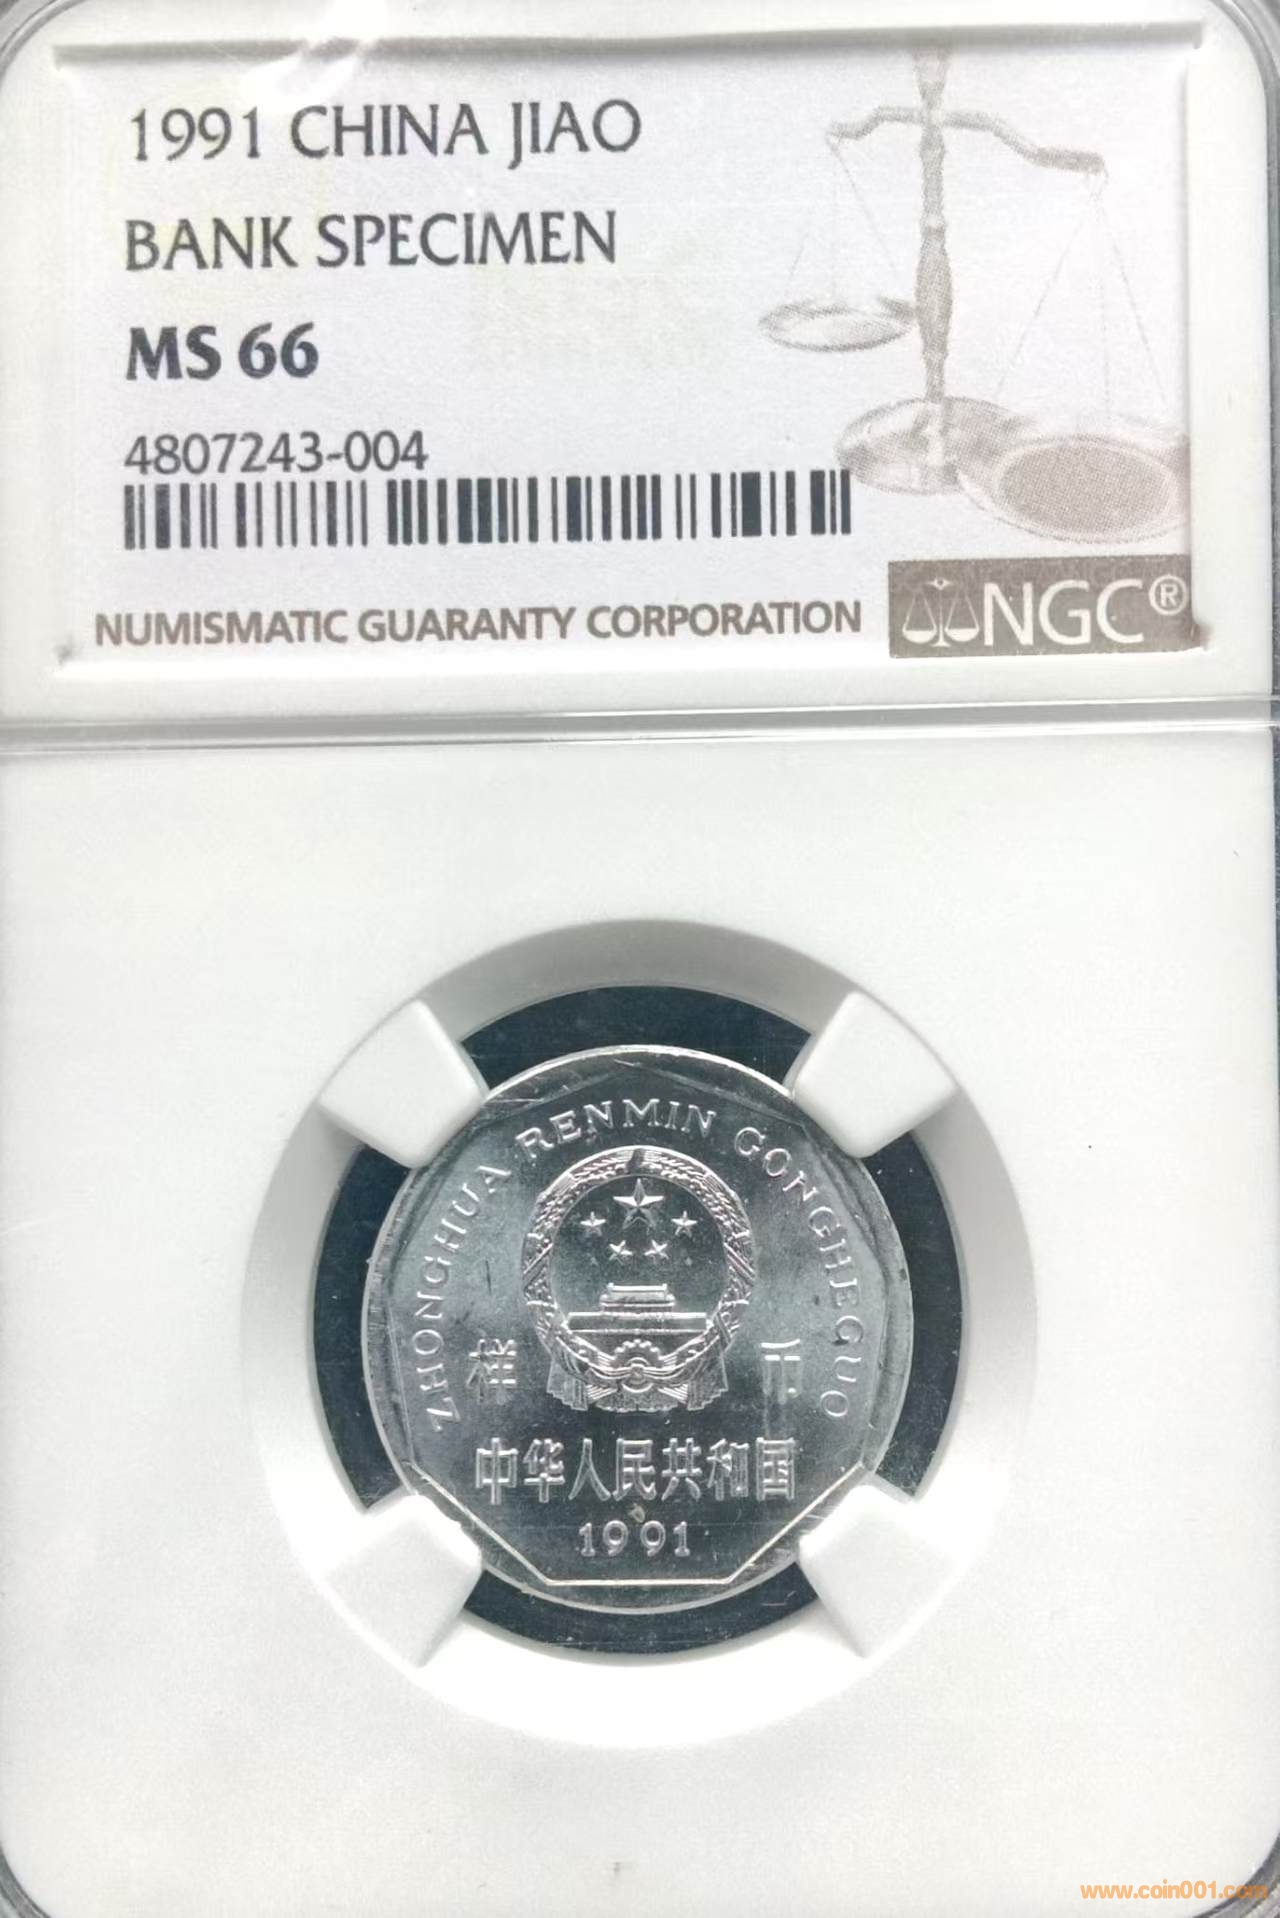 1991 CHINA JIAO
BANK SPECIMEN
MS 66
4807243-004
NUMISMATIC GUARANTY CORPORATION
NGC®
ZHONGHUA RENMIN GONGHEGUO
样 币
中华人民共和国
1991
www.coin001.com